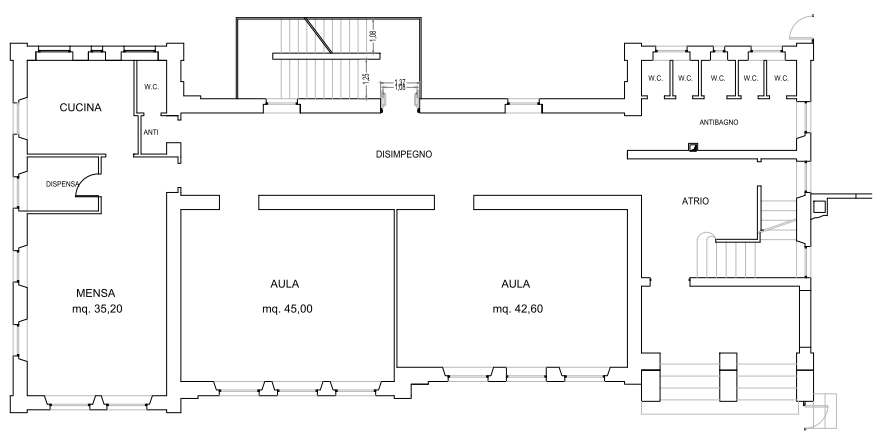 1,08
1,25
1,37
1,08
W.C.
CUCINA
ANTI
W.C.
W.C.
W.C.
W.C.
W.C.
ANTIBAGNO
DISIMPEGNO
DISPENSA
ATRIO
MENSA
mq. 35,20
AULA
mq. 45,00
AULA
mq. 42,60